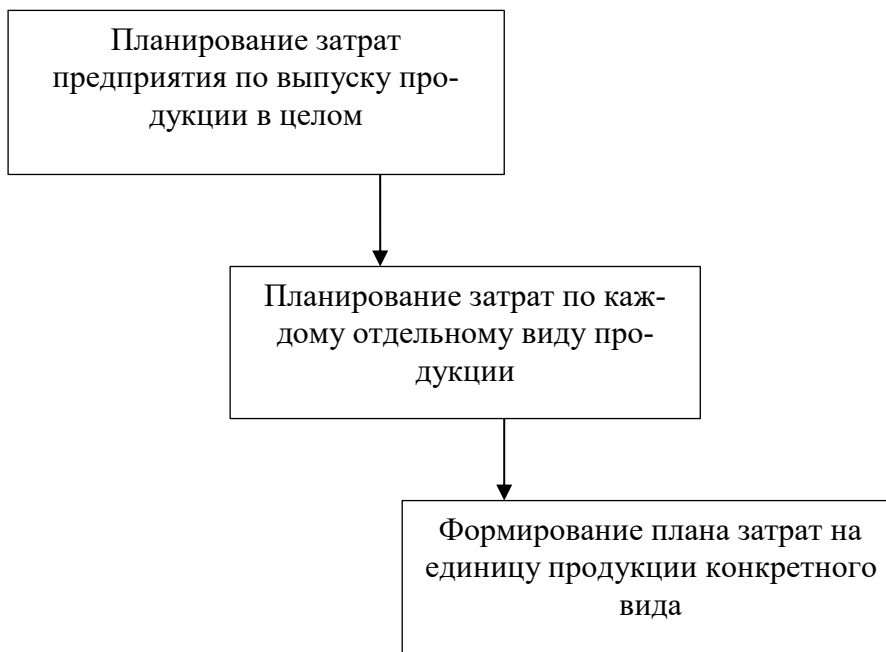 Планирование затрат
предприятия по выпуску про-
дукции в целом
Планирование затрат по каж-
дому отдельному виду про-
дукции
Формирование плана затрат на
единицу продукции конкретного
вида